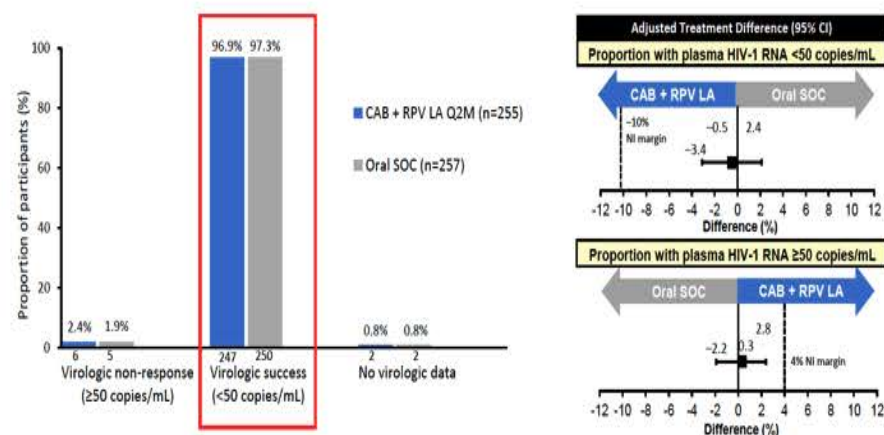 100
80
60
40
20
0
Proportion of participants (%)
96.9% 97.3%
2.4% 1.9%
0.8% 0.8%
6 5
247 250
2 2
Virologic non-response
(≥50 copies/mL)
Virologic success
(<50 copies/mL)
No virologic data
CAB + RPV LA Q2M (n=255)
Oral SOC (n=257)
Adjusted Treatment Difference (95% CI)
Proportion with plasma HIV-1 RNA <50 copies/mL
CAB + RPV LA Oral SOC
−10%
NI margin
−0.5 2.4
−3.4
-12 -10 -8 -6 -4 -2 0 2 4 6 8 10 12
Difference (%)
Proportion with plasma HIV-1 RNA ≥50 copies/mL
Oral SOC CAB + RPV LA
2.8
−2.2 0.3
4% NI margin
-12 -10 -8 -6 -4 -2 0 2 4 6 8 10 12
Difference (%)